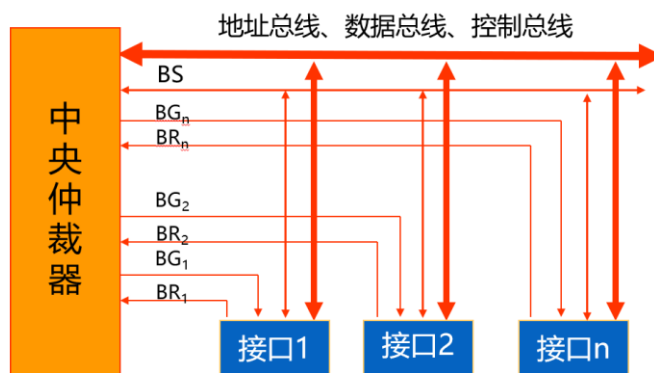 地址总线、数据总线、控制总线
中央仲裁器
BS
BGn
BRn
BG2
BR2
BG1
BR1
接口1
接口2
接口n